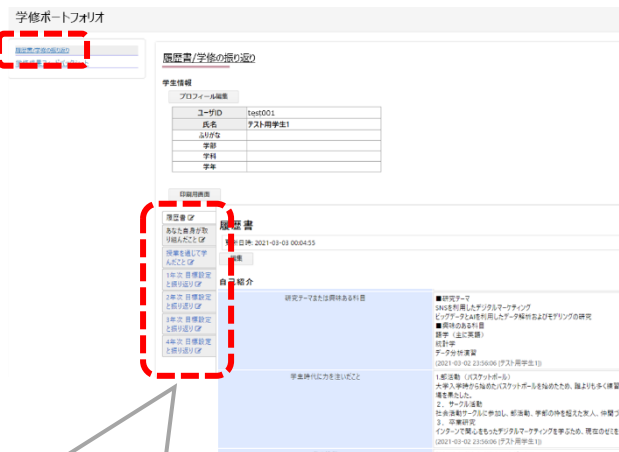 学修ポートフォリオ
履歴書/学修の振り返り
履歴書/学修の振り返り
学生情報
プロフィール編集
ユーザID test001
氏名 テスト用学生1
ふりがな
学部
学科
学年
印刷用画面
履歴書
あなた自身が取
り組んだこと
授業を通じて学
んだこと
1年次 目標設定
と振り返り
2年次 目標設定
と振り返り
3年次 目標設定
と振り返り
4年次 目標設定
と振り返り
履歴書
更新日時: 2021-03-03 00:04:55
編集
自己紹介
研究テーマまたは興味ある科目
■研究テーマ
SNSを利用したデジタルマーケティング
ビッグデータとAIを利用したデータ解析およびモデリングの研究
■興味のある科目
語学（主に英語）
統計学
データ分析演習
(2021-03-02 23:56:06 [テスト用学生1])
学生時代に力を注いだこと
1.部活動（バスケットボール）
大学入学時から始めたバスケットボールを始めたため、誰よりも多く練習
場を果たした。
２．サークル活動
社会活動サークルに参加し、部活動、学部の枠を超えた友人、仲間づ
３．卒業研究
インターンで関心をもったデジタルマーケティングを学ぶため、現在のゼミを
(2021-03-02 23:56:06 [テスト用学生1])